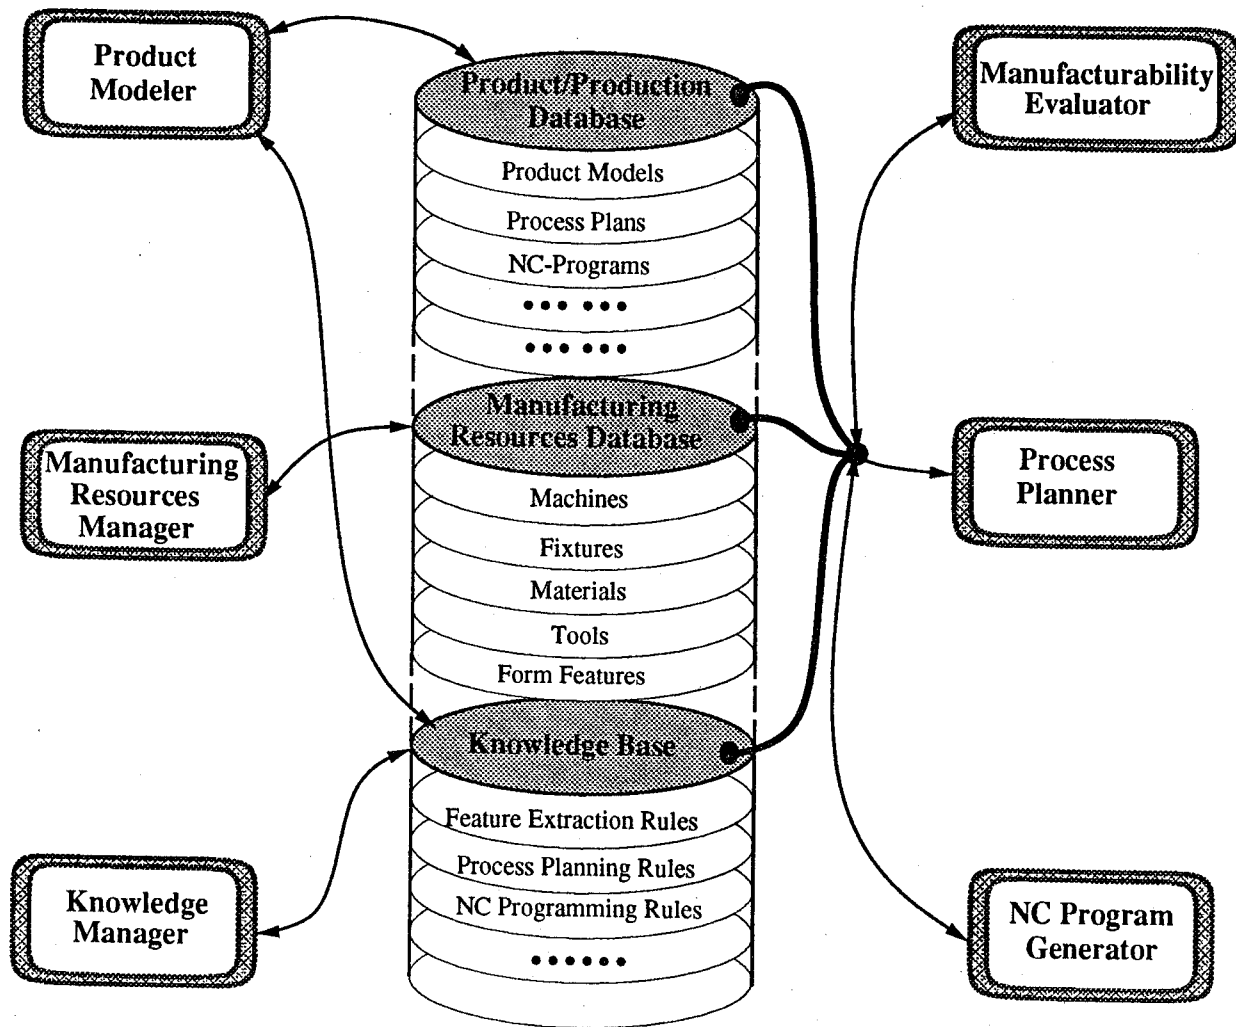 Product
Modeler
Product/Production
Database
Manufacturability
Evaluator
Product Models
Process Plans
NC-Programs
•••  •••
•••  •••
Manufacturing
Resources Database
Manufacturing
Resources
Manager
Process
Planner
Machines
Fixtures
Materials
Tools
Form Features
Knowledge Base
Feature Extraction Rules
Process Planning Rules
NC Programming Rules
••••••
Knowledge
Manager
NC Program
Generator